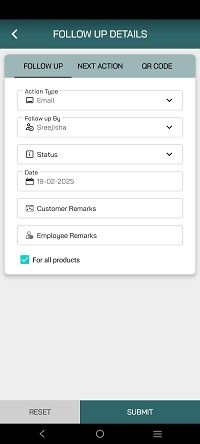 FOLLOW UP DETAILS
FOLLOW UP NEXT ACTION QR CODE
Action Type
Email
Follow up By
Sreejisha
Status
Date
19-02-2025
Customer Remarks
Employee Remarks
For all products
RESET SUBMIT